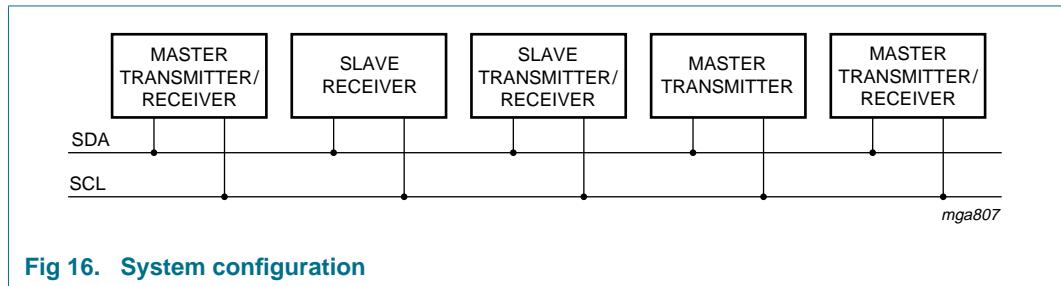 MASTER
TRANSMITTER/
RECEIVER
SLAVE
RECEIVER
SLAVE
TRANSMITTER/
RECEIVER
MASTER
TRANSMITTER
MASTER
TRANSMITTER/
RECEIVER
SDA
SCL
mga807
Fig 16. System configuration